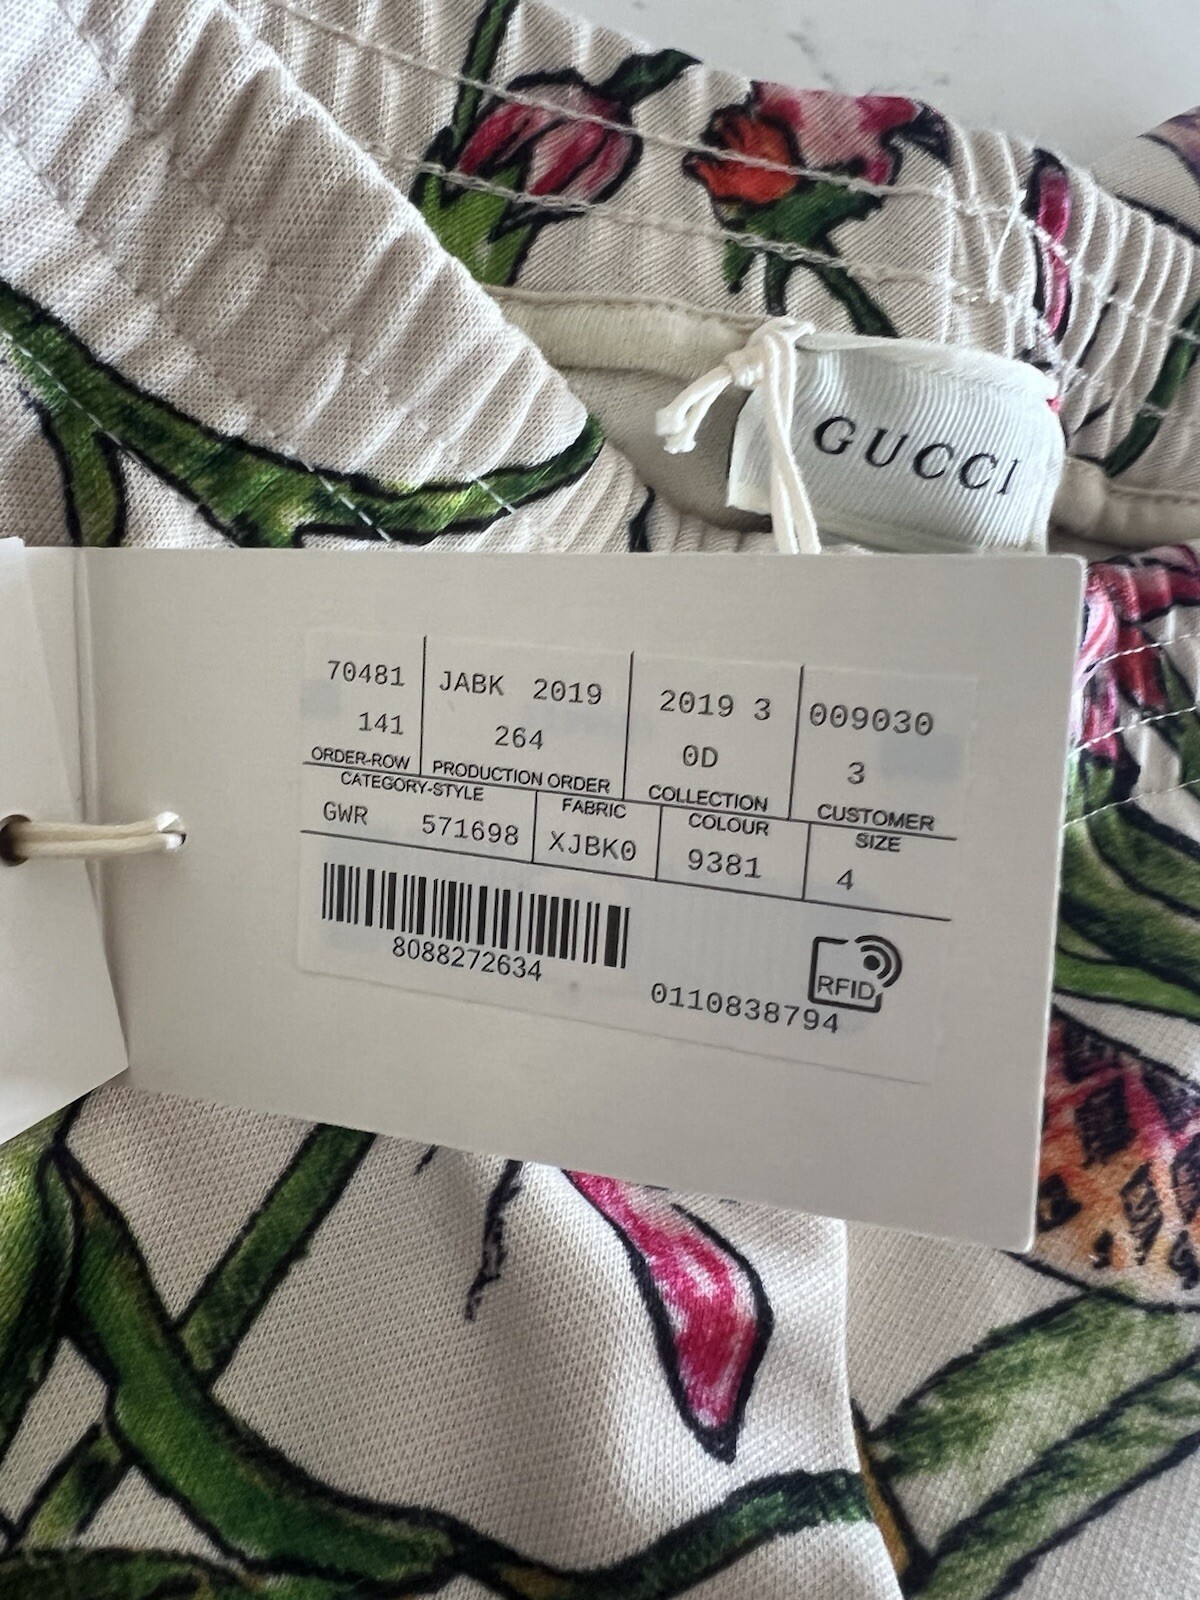 GUCCI
70481 JABK 2019 2019 3 009030
141 264 0D 3
ORDER-ROW PRODUCTION ORDER COLLECTION CUSTOMER
CATEGORY-STYLE FABRIC COLOUR SIZE
GWR 571698 XJBK0 9381 4
8088272634
RFID
0110838794